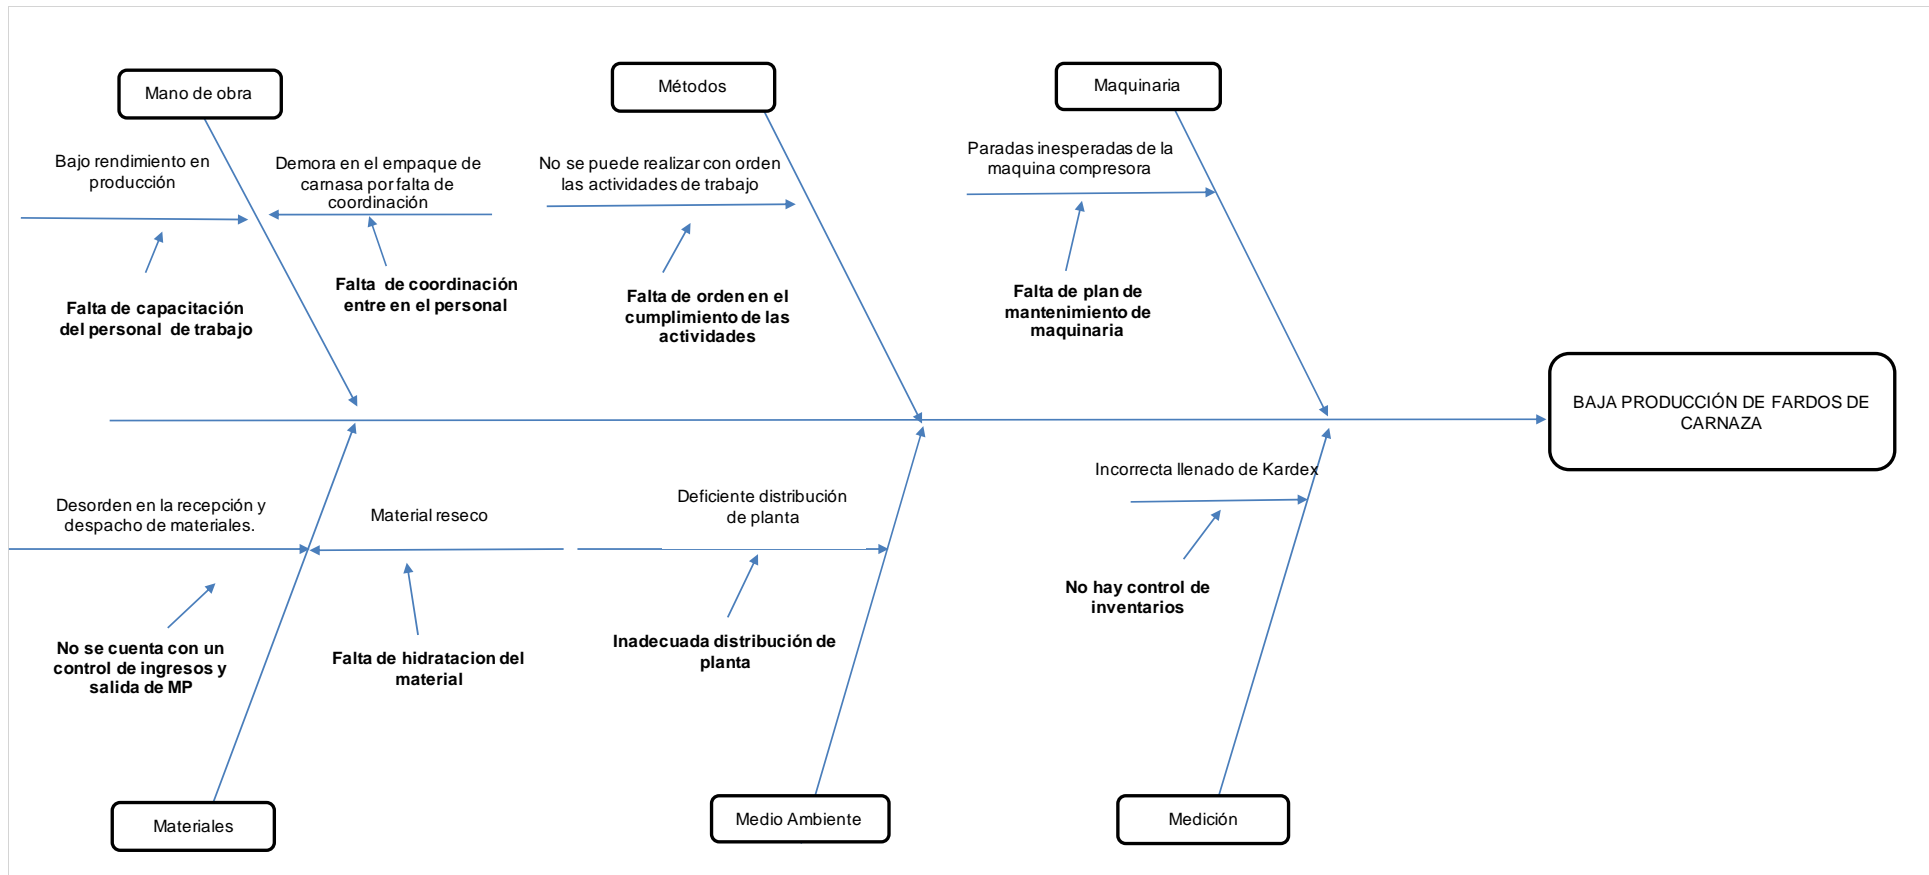 Mano de obra
Métodos
Maquinaria
Bajo rendimiento en
producción
Demora en el empaque de
carnasa por falta de
coordinación
No se puede realizar con orden
las actividades de trabajo
Paradas inesperadas de la
maquina compresora
Falta de capacitación
del personal de trabajo
Falta de coordinación
entre en el personal
Falta de orden en el
cumplimiento de las
actividades
Falta de plan de
mantenimiento de
maquinaria
BAJA PRODUCCIÓN DE FARDOS DE
CARNAZA
Desorden en la recepción y
despacho de materiales.
Material reseco
Deficiente distribución
de planta
Incorrecta llenado de Kardex
No se cuenta con un
control de ingresos y
salida de MP
Falta de hidratacion del
material
Inadecuada distribución de
planta
No hay control de
inventarios
Materiales
Medio Ambiente
Medición